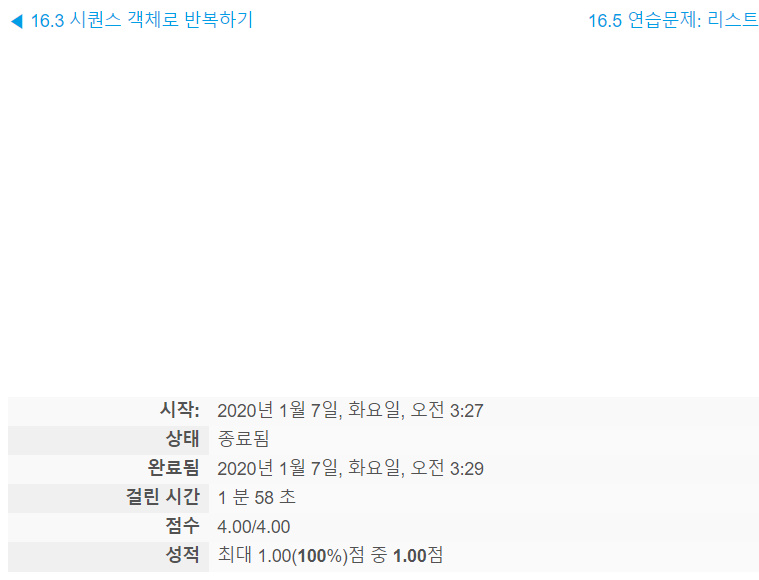 ◀ 16.3 시퀀스 객체로 반복하기
16.5 연습문제: 리스트
시작: 2020년 1월 7일, 화요일, 오전 3:27
상태 종료됨
완료됨 2020년 1월 7일, 화요일, 오전 3:29
걸린 시간 1 분 58 초
점수 4.00/4.00
성적 최대 1.00(100%)점 중 1.00점